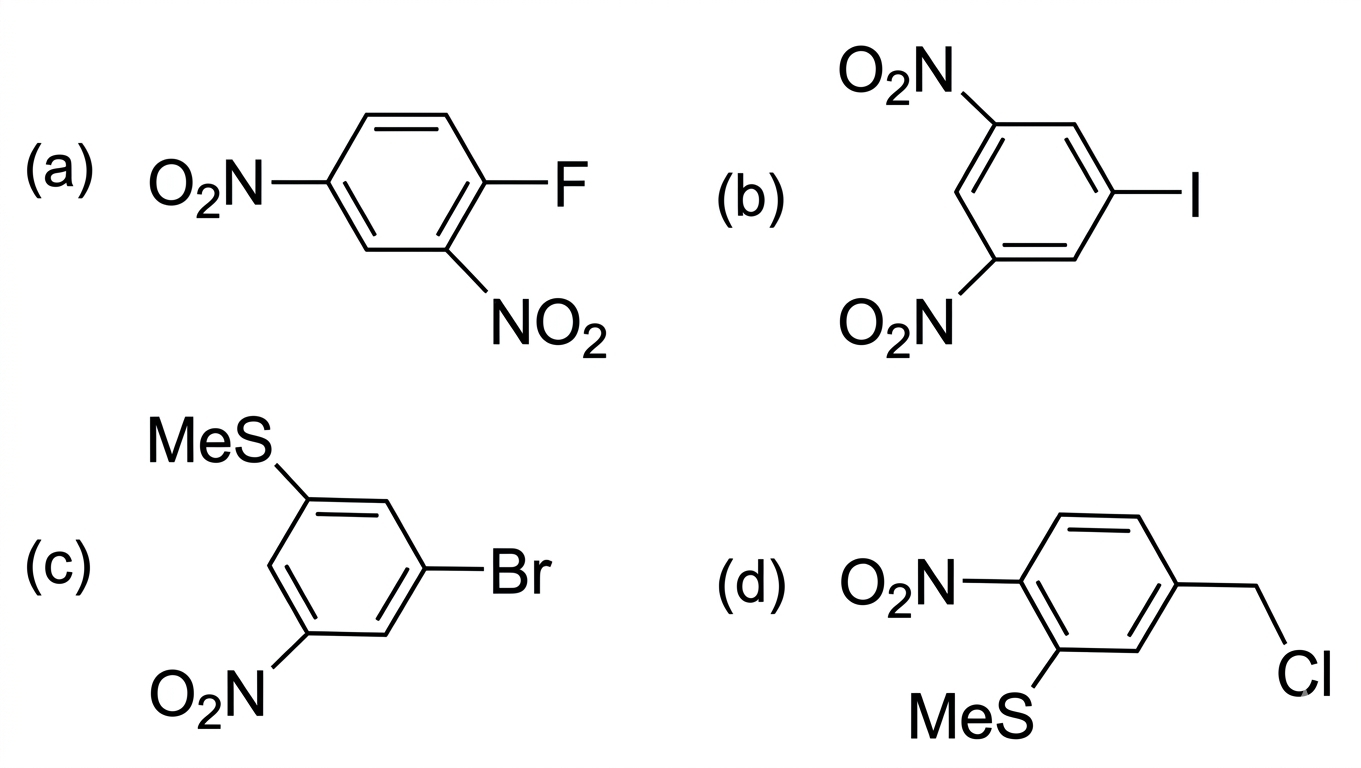 (a) O₂N F
NO₂
(b) O₂N I
O₂N
(c) MeS Br
O₂N
(d) O₂N Cl
MeS